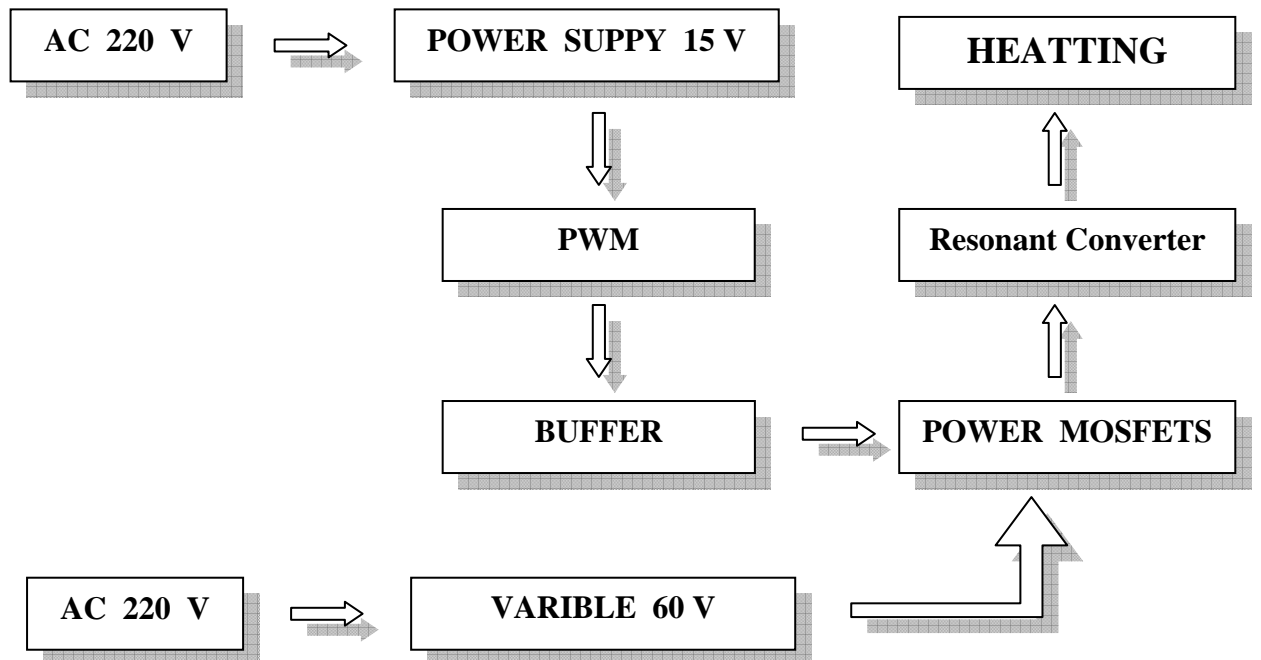 AC 220 V
POWER SUPPY 15 V
HEATTING
PWM
Resonant Converter
BUFFER
POWER MOSFETS
AC 220 V
VARIBLE 60 V